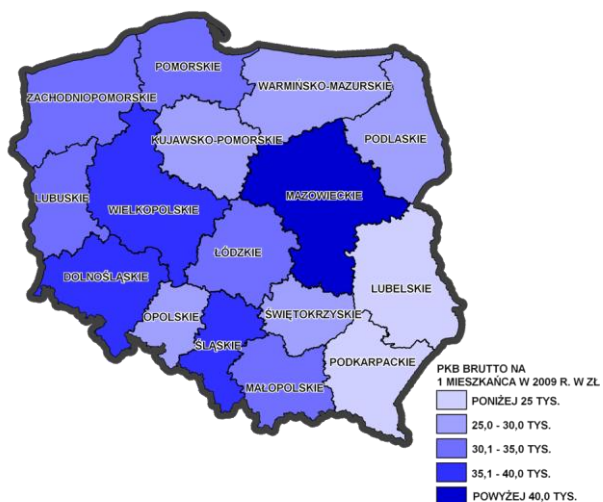 POMORSKIE
WARMIŃSKO-MAZURSKIE
ZACHODNIOPOMORSKIE
KUJAWSKO-POMORSKIE
PODLASKIE
LUBUSKIE
WIELKOPOLSKIE
MAZOWIECKIE
ŁÓDZKIE
DOLNOŚLĄSKIE
LUBELSKIE
OPOLSKIE
ŚWIĘTOKRZYSKIE
ŚLĄSKIE
PODKARPACKIE
MAŁOPOLSKIE
PKB BRUTTO NA
1 MIESZKAŃCA W 2009 R. W ZŁ
PONIŻEJ 25 TYS.
25,0 - 30,0 TYS.
30,1 - 35,0 TYS.
35,1 - 40,0 TYS.
POWYŻEJ 40,0 TYS.